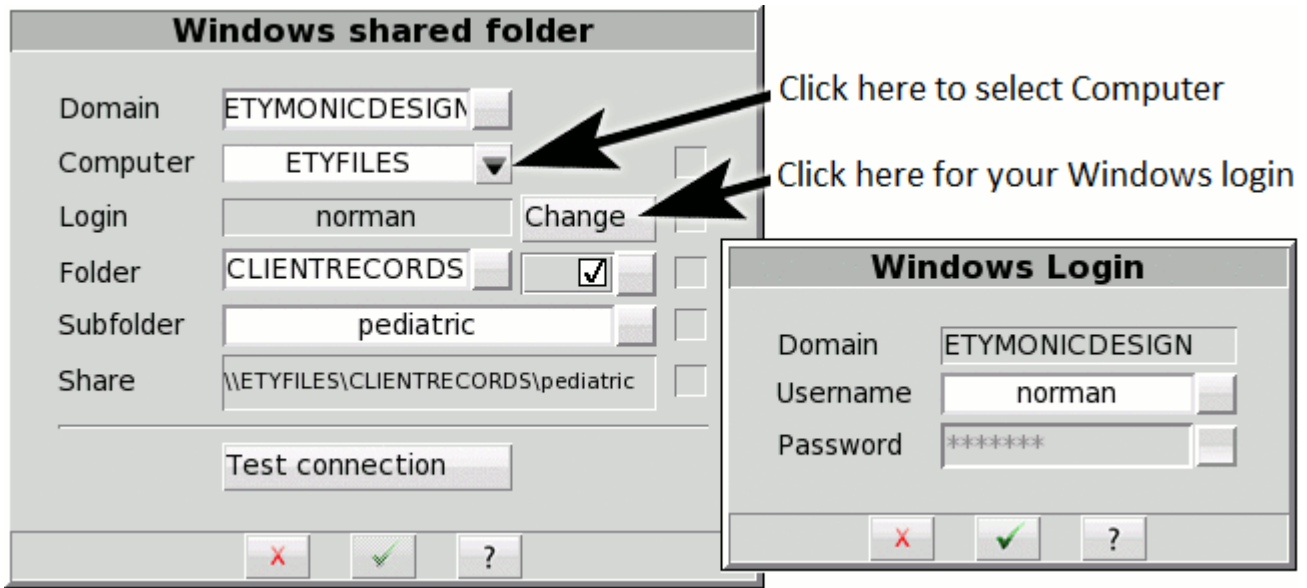 Windows shared folder
Domain ETYMONICDESIGN
Click here to select Computer
Computer ETYFILES
Click here for your Windows login
Login norman Change
Folder CLIENTRECORDS
Subfolder pediatric
Share \\ETYFILES\CLIENTRECORDS\pediatric
Test connection
X ?
Windows Login
Domain ETYMONICDESIGN
Username norman
Password *******
X ?